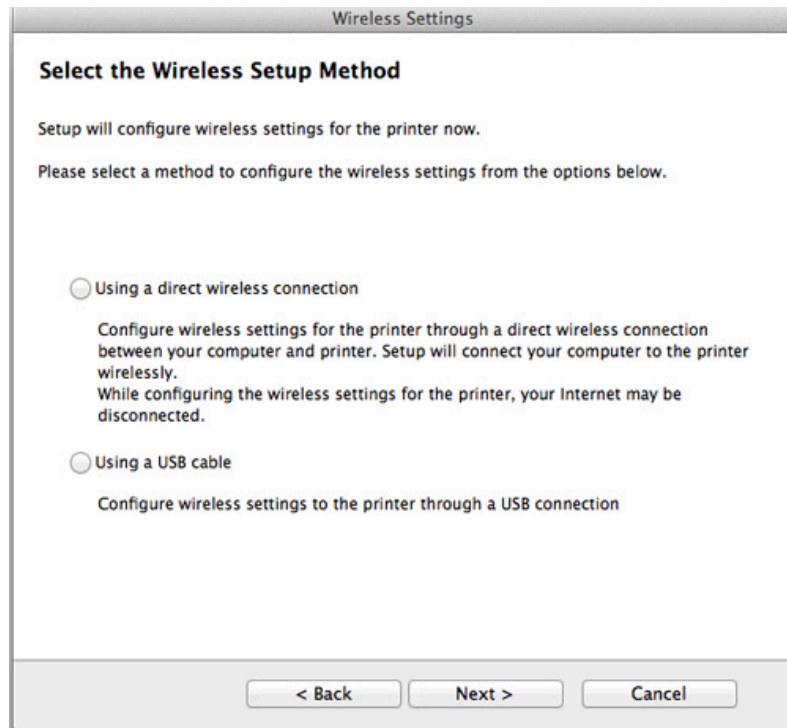 Wireless Settings
Select the Wireless Setup Method
Setup will configure wireless settings for the printer now.
Please select a method to configure the wireless settings from the options below.
Using a direct wireless connection
Configure wireless settings for the printer through a direct wireless connection
between your computer and printer. Setup will connect your computer to the printer
wirelessly.
While configuring the wireless settings for the printer, your Internet may be
disconnected.
Using a USB cable
Configure wireless settings to the printer through a USB connection
< Back Next > Cancel